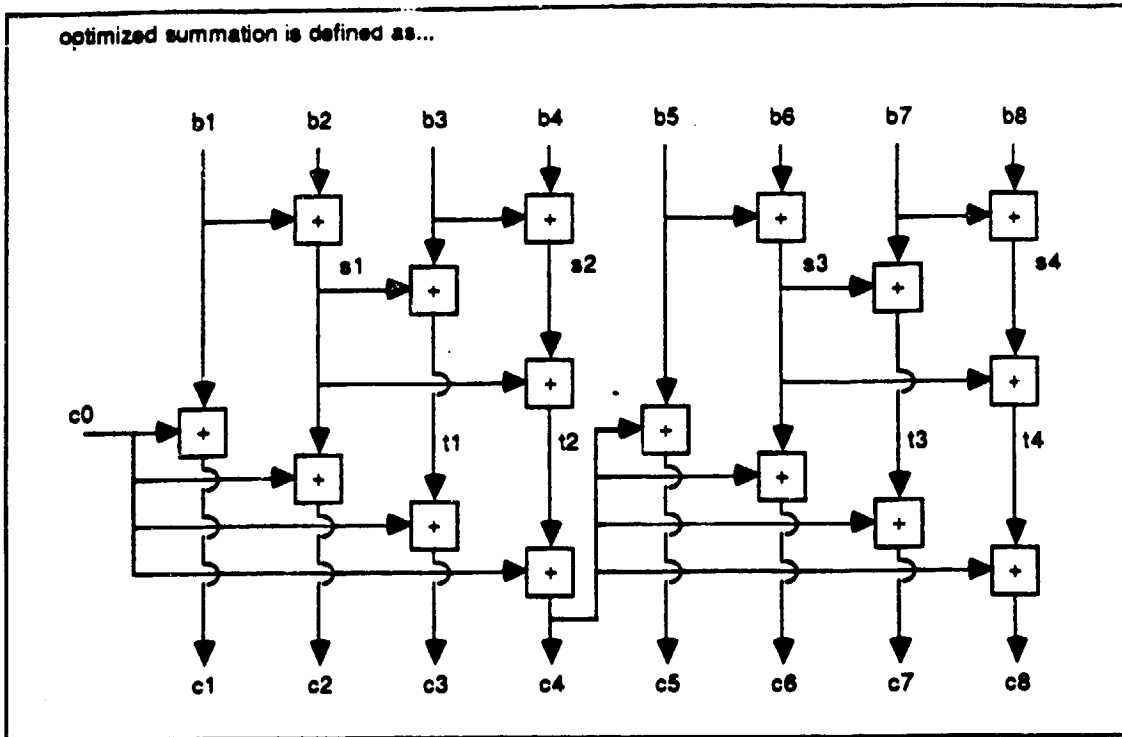 optimized summation is defined as...
b1 b2 b3 b4 b5 b6 b7 b8
+ + + +
s1 s2 s3 s4
+ +
+ +
c0
+ +
t1 t2 t3 t4
+ +
+ +
+ +
c1 c2 c3 c4 c5 c6 c7 c8